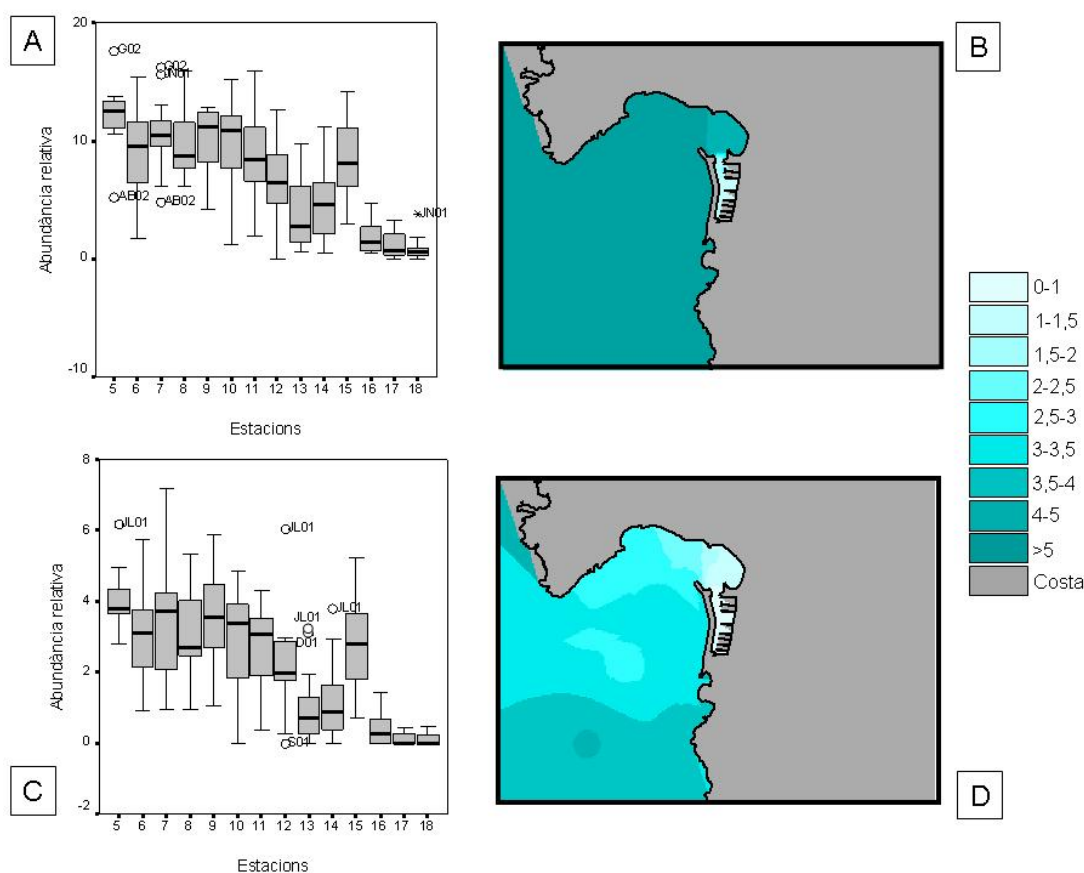 A
B
20
10
0
-10
Abundància relativa
G02
AB02
G02
JN01
AB02
JN01
5 6 7 8 9 10 11 12 13 14 15 16 17 18
Estacions
0-1
1-1,5
1,5-2
2-2,5
2,5-3
3-3,5
3,5-4
4-5
>5
Costa
C
D
8
6
4
2
0
-2
Abundància relativa
JL01
JL01
S01
JL01
D01
JL01
5 6 7 8 9 10 11 12 13 14 15 16 17 18
Estacions